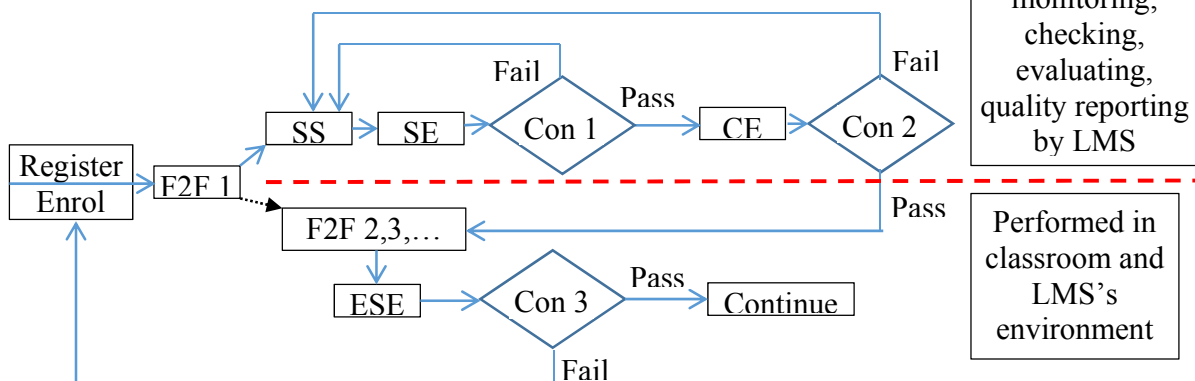 monitoring,
checking,
evaluating,
quality reporting
by LMS
Fail
Fail
Pass
SS
SE
Con 1
CE
Con 2
Register
Enrol
F2F 1
Pass
F2F 2,3,…
Performed in
classroom and
LMS's
environment
Pass
ESE
Con 3
Continue
Fail